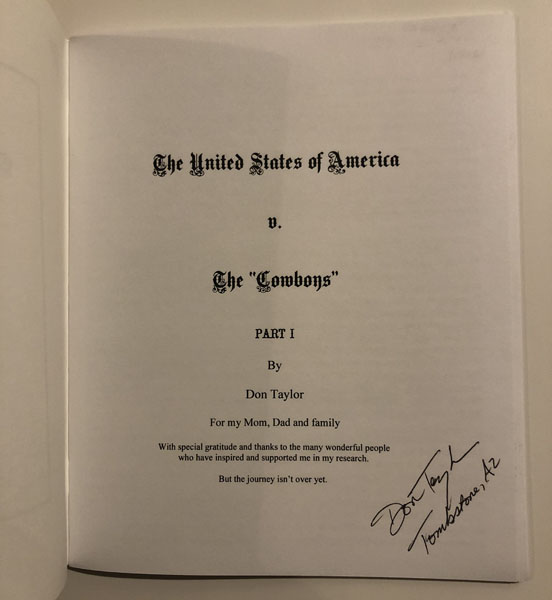 The United States of America
v.
The "Cowboys"
PART I
By
Don Taylor
For my Mom, Dad and family
With special gratitude and thanks to the many wonderful people
who have inspired and supported me in my research.
But the journey isn't over yet.
Don Taylor
Tombstone, AZ